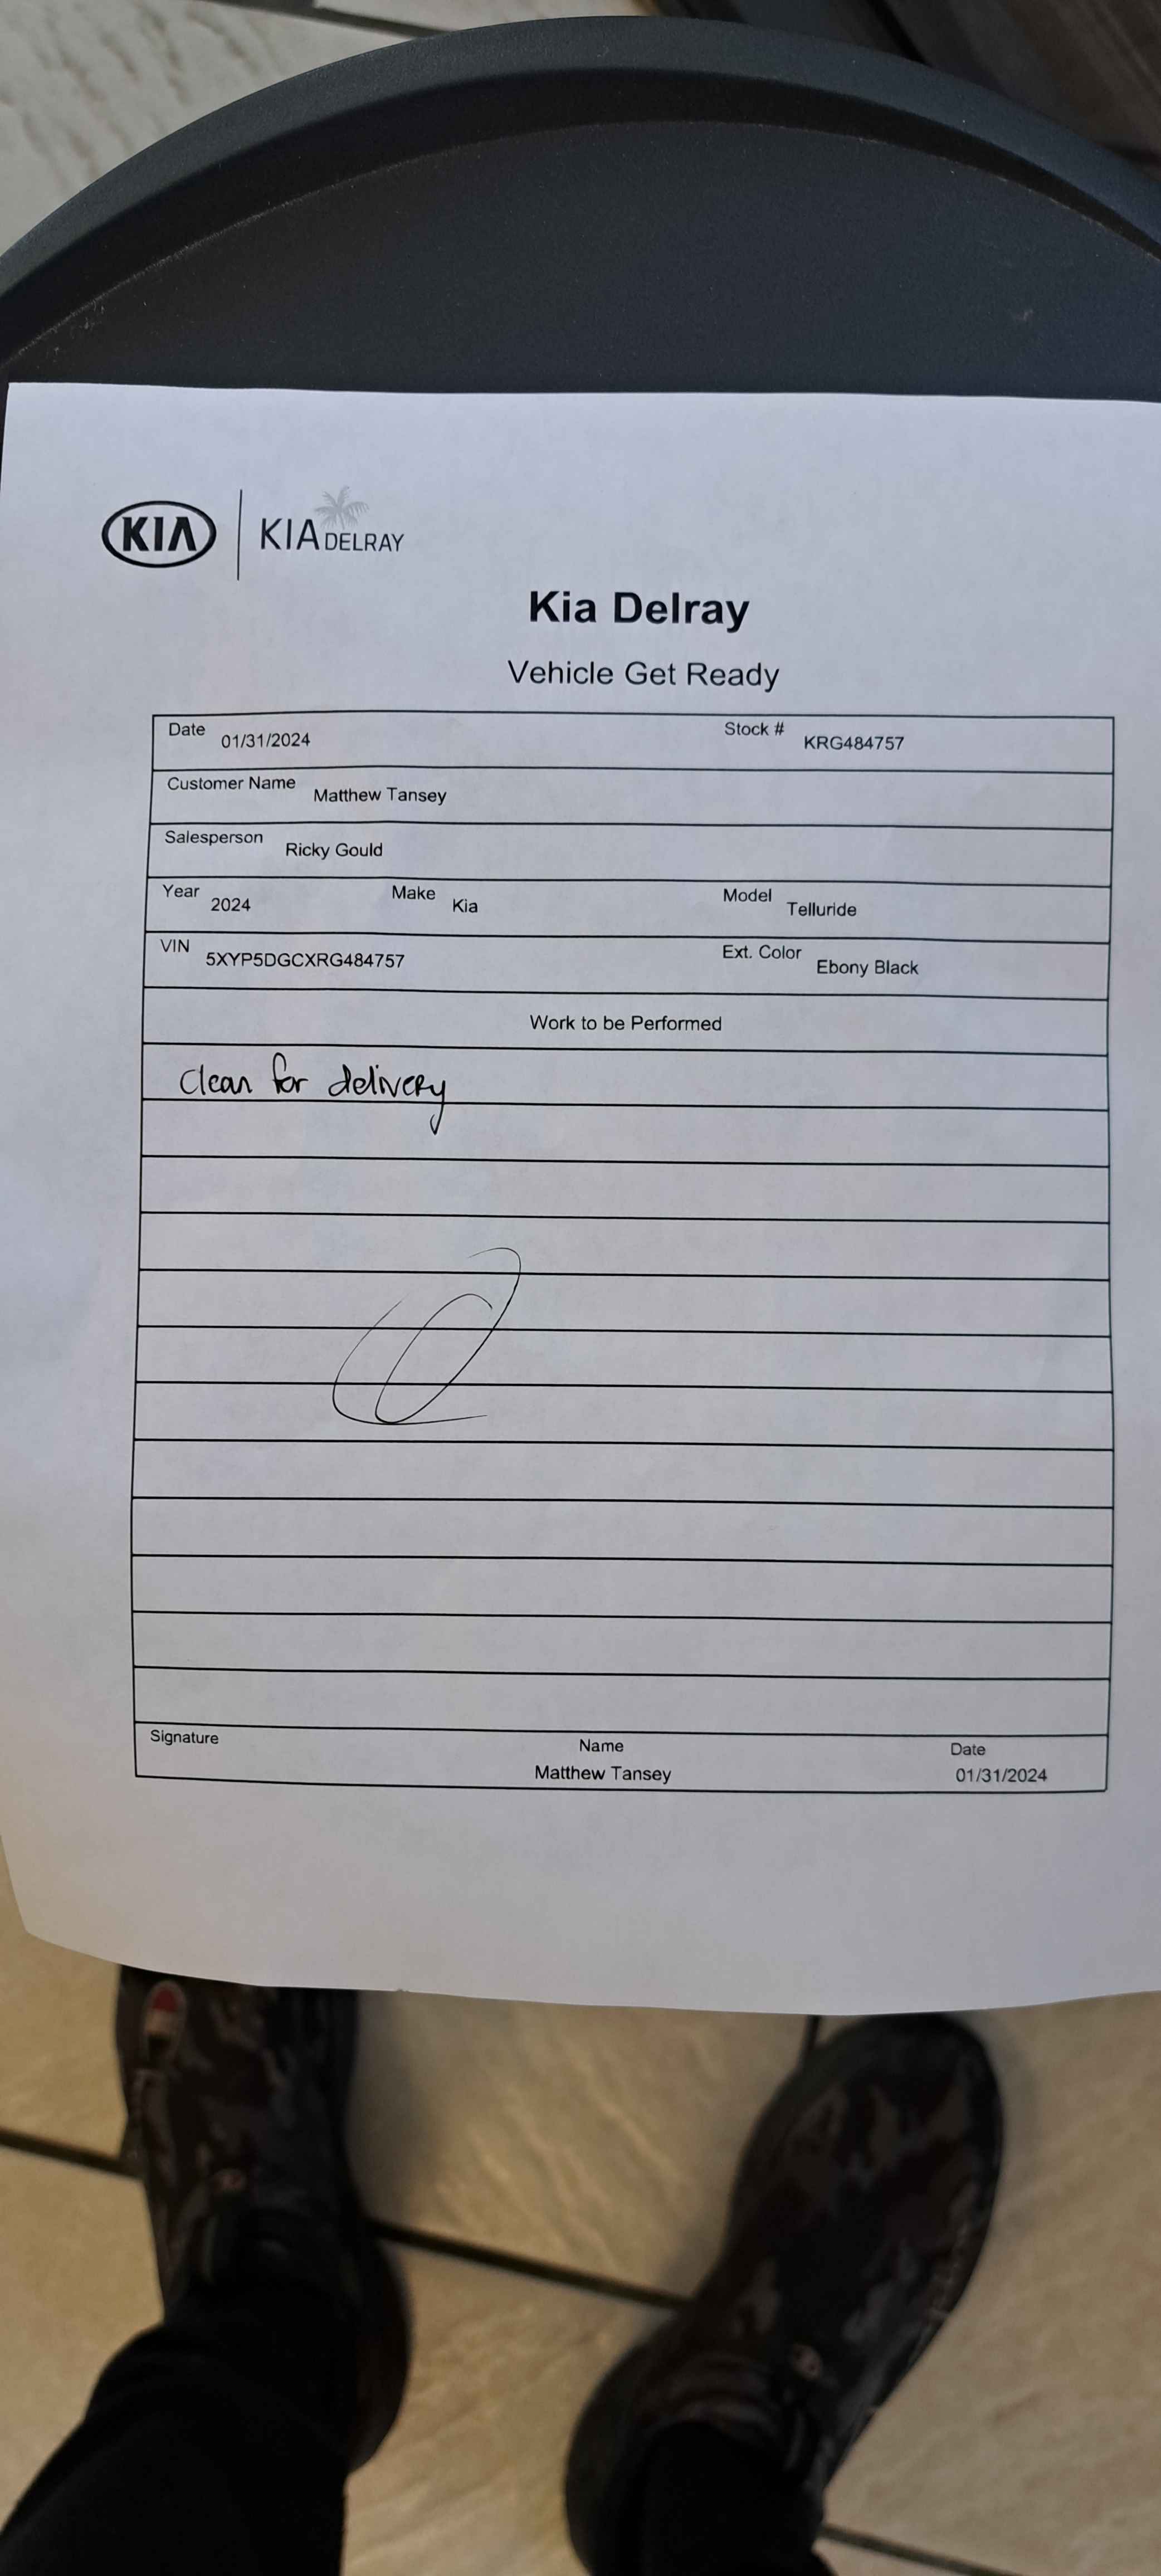 KIA KIA DELRAY
Kia Delray
Vehicle Get Ready
Date 01/31/2024 Stock # KRG484757
Customer Name Matthew Tansey
Salesperson Ricky Gould
Year 2024 Make Kia Model Telluride
VIN 5XYP5DGCXRG484757 Ext. Color Ebony Black
Work to be Performed
clean for delivery
Signature Name Date
Matthew Tansey 01/31/2024